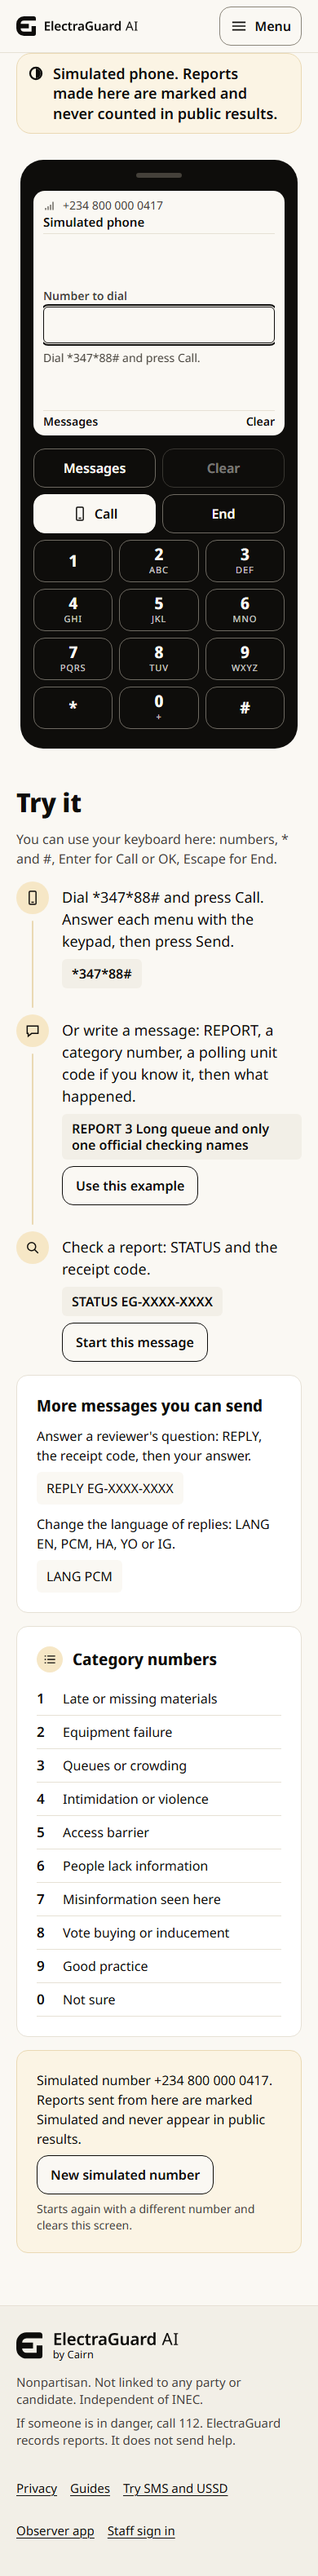 ElectraGuard AI
Menu
Simulated phone. Reports
made here are marked and
never counted in public results.
+234 800 000 0417
Simulated phone
Number to dial
Dial *347*88# and press Call.
Messages Clear
Messages Clear
Call End
1 2 3
ABC DEF
4 5 6
GHI JKL MNO
7 8 9
PQRS TUV WXYZ
* 0 #
+
Try it
You can use your keyboard here: numbers, *
and #, Enter for Call or OK, Escape for End.
Dial *347*88# and press Call.
Answer each menu with the
keypad, then press Send.
*347*88#
Or write a message: REPORT, a
category number, a polling unit
code if you know it, then what
happened.
REPORT 3 Long queue and only
one official checking names
Use this example
Check a report: STATUS and the
receipt code.
STATUS EG-XXXX-XXXX
Start this message
More messages you can send
Answer a reviewer's question: REPLY,
the receipt code, then your answer.
REPLY EG-XXXX-XXXX
Change the language of replies: LANG
EN, PCM, HA, YO or IG.
LANG PCM
Category numbers
1 Late or missing materials
2 Equipment failure
3 Queues or crowding
4 Intimidation or violence
5 Access barrier
6 People lack information
7 Misinformation seen here
8 Vote buying or inducement
9 Good practice
0 Not sure
Simulated number +234 800 000 0417.
Reports sent from here are marked
Simulated and never appear in public
results.
New simulated number
Starts again with a different number and
clears this screen.
ElectraGuard AI
by Cairn
Nonpartisan. Not linked to any party or
candidate. Independent of INEC.
If someone is in danger, call 112. ElectraGuard
records reports. It does not send help.
Privacy Guides Try SMS and USSD
Observer app Staff sign in